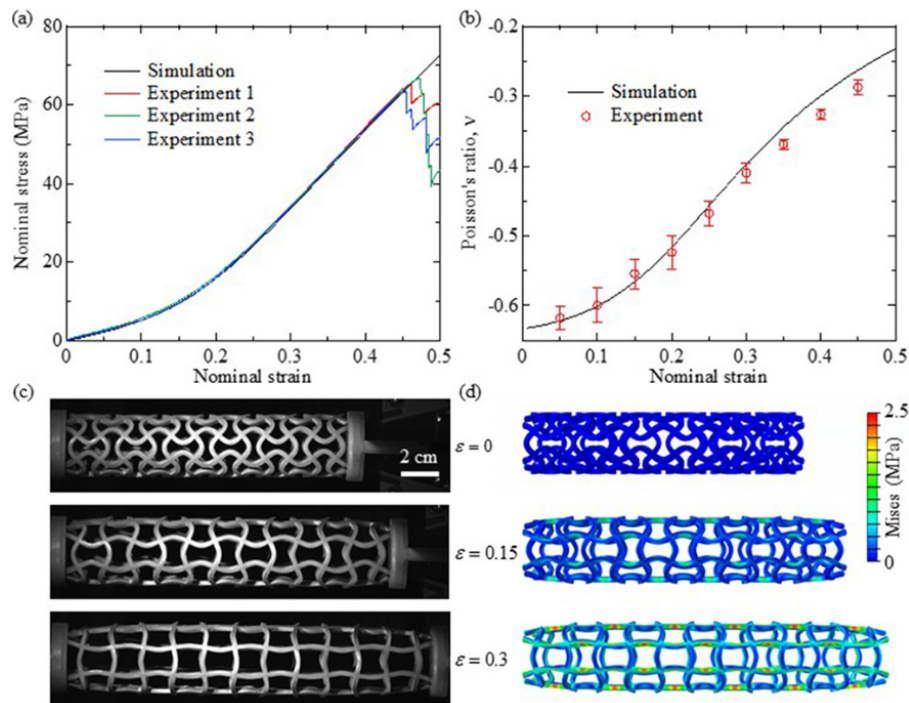 (a)
80
60
40
20
0
Nominal stress (MPa)
Simulation
Experiment 1
Experiment 2
Experiment 3
0 0.1 0.2 0.3 0.4 0.5
Nominal strain
(b)
-0.2
-0.3
-0.4
-0.5
-0.6
Poisson's ratio, ν
Simulation
Experiment
0 0.1 0.2 0.3 0.4 0.5
Nominal strain
(c)
2 cm
ε = 0
ε = 0.15
ε = 0.3
(d)
2.5
Mises (MPa)
0